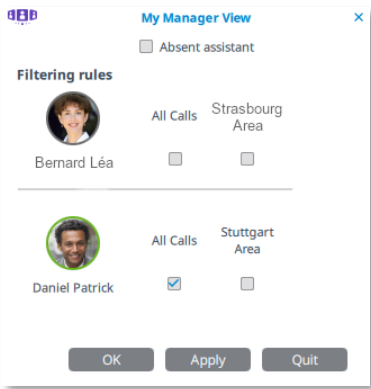 My Manager View
Absent assistant
Filtering rules
All Calls
Strasbourg
Area
Bernard Léa
All Calls
Stuttgart
Area
Daniel Patrick
OK
Apply
Quit